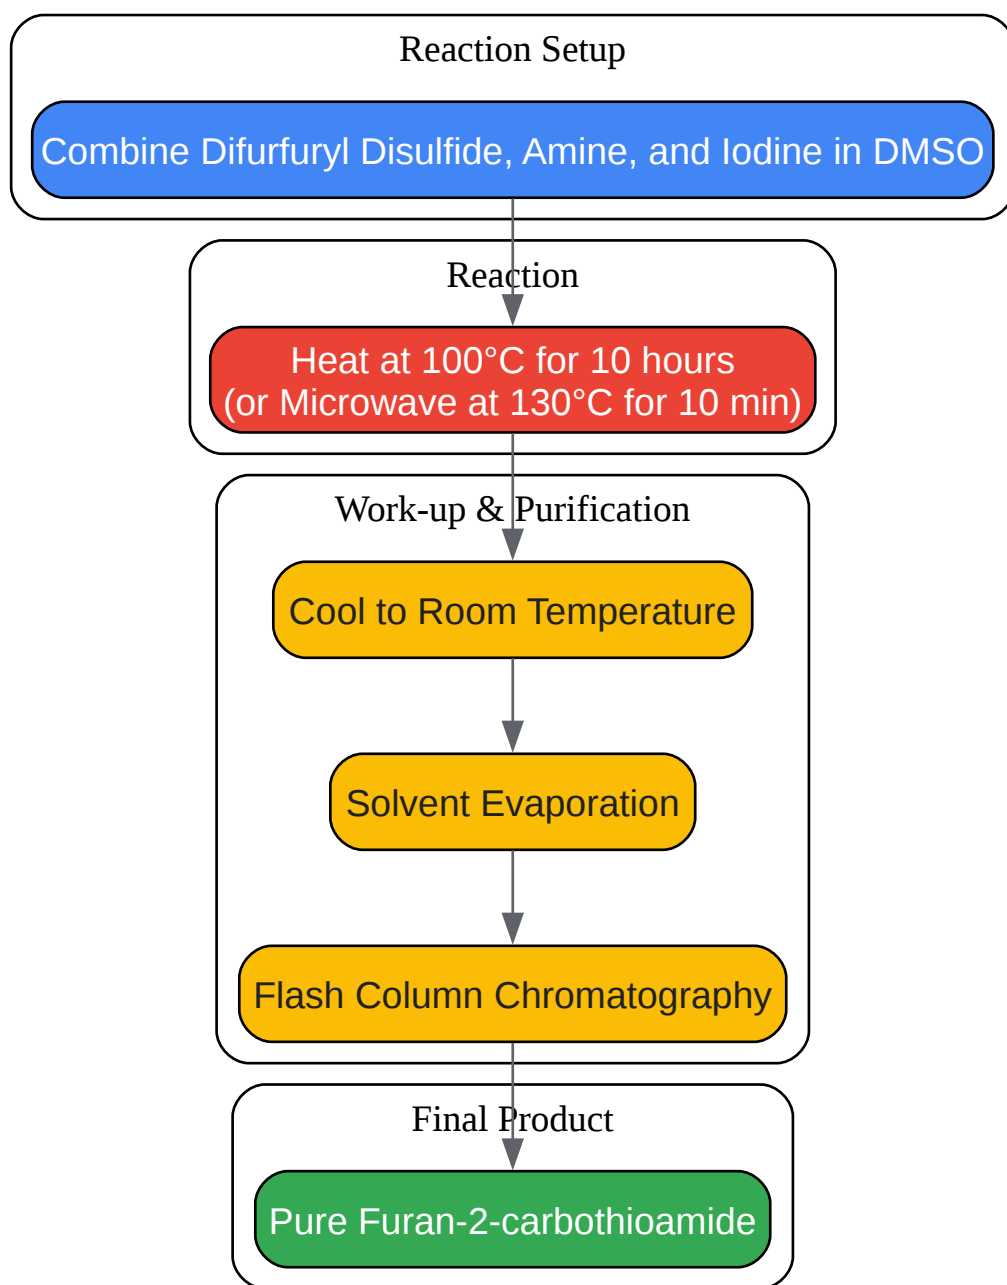 Reaction Setup
Combine Difurfuryl Disulfide, Amine, and Iodine in DMSO
Reaction
Heat at 100°C for 10 hours
(or Microwave at 130°C for 10 min)
Work-up & Purification
Cool to Room Temperature
Solvent Evaporation
Flash Column Chromatography
Final Product
Pure Furan-2-carbothioamide